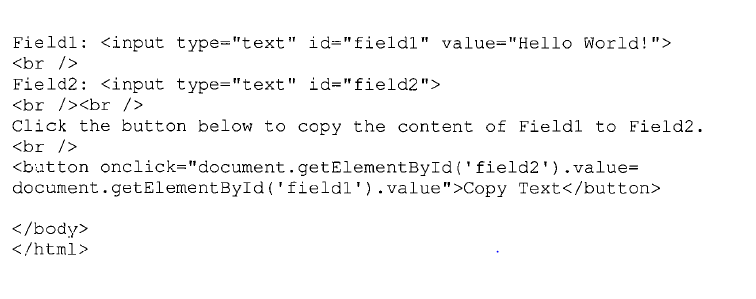 Field1: <input type="text" id="field1" value="Hello World!">
<br />
Field2: <input type="text" id="field2">
<br /><br />
Click the button below to copy the content of Field1 to Field2.
<br />
<button onclick="document.getElementById('field2').value=
document.getElementById('field1').value">Copy Text</button>
</body>
</html>